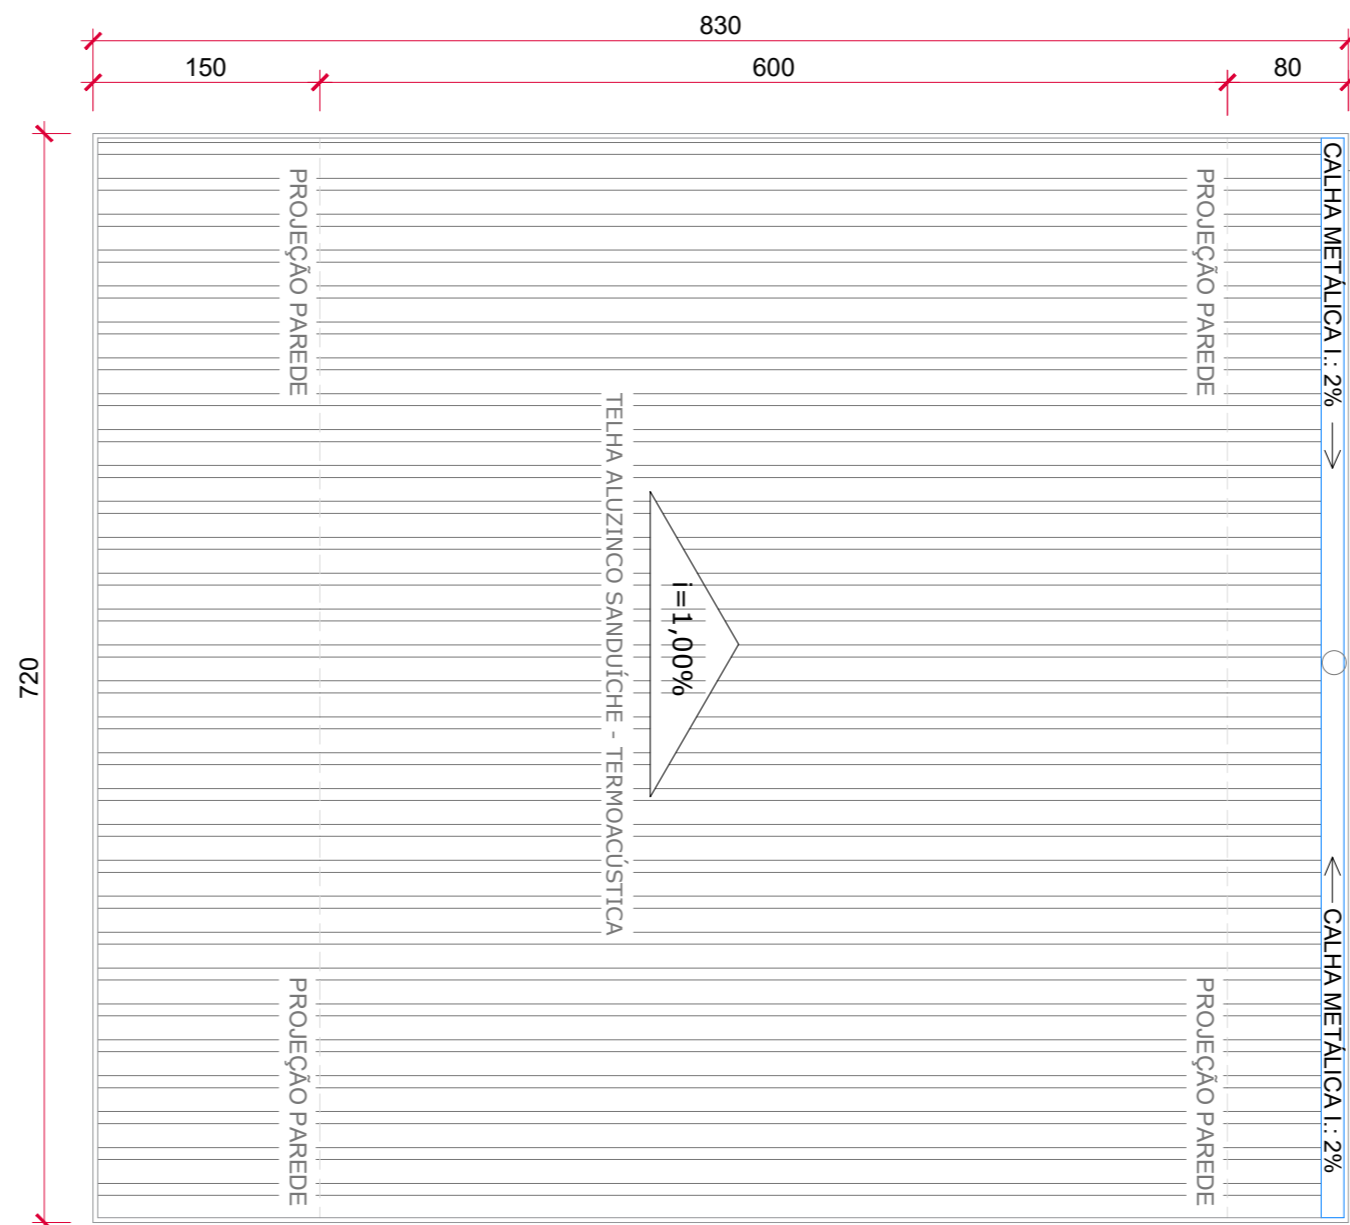 830
150
600
80
720
PROJEÇÃO PAREDE
PROJEÇÃO PAREDE
CALHA METÁLICA I.: 2%
TELHA ALUZINCO SANDUÍCHE - TERMOACÚSTICA
i=1,00%
PROJEÇÃO PAREDE
PROJEÇÃO PAREDE
CALHA METÁLICA I.: 2%